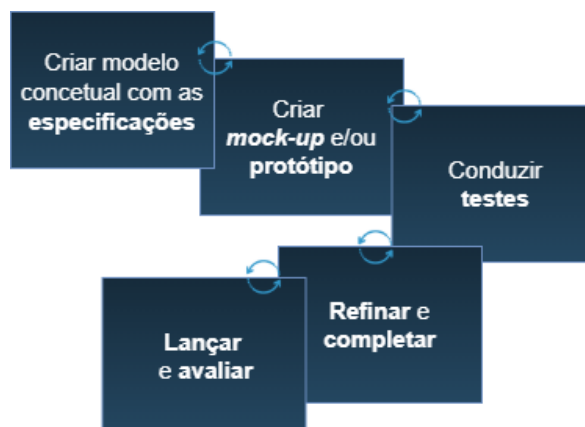 Criar modelo
concetual com as
especificações
Criar
mock-up e/ou
protótipo
Conduzir
testes
Refinar e
completar
Lançar
e avaliar